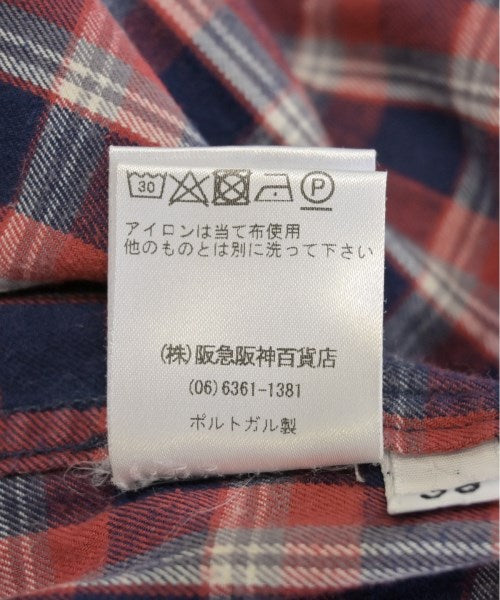 30 P
アイロンは当て布使用
他のものとは別に洗って下さい
(株)阪急阪神百貨店
(06)6361-1381
ポルトガル製